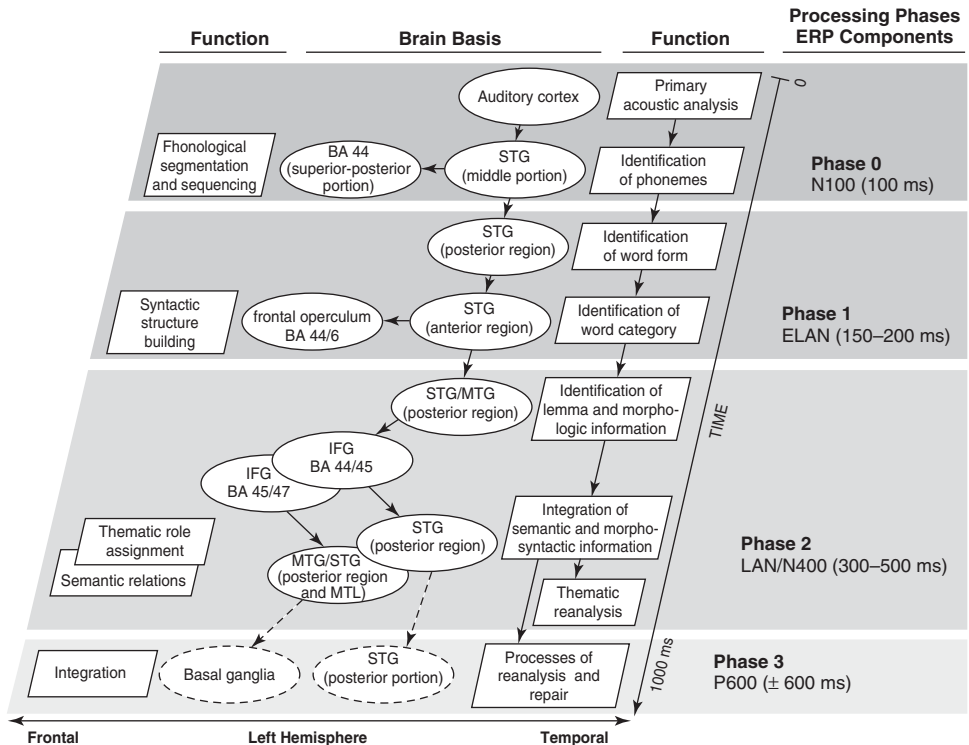 Function
Brain Basis
Function
Processing Phases
ERP Components
Auditory cortex
Primary
acoustic analysis
0
Fhonological
segmentation
and sequencing
BA 44
(superior-posterior
portion)
STG
(middle portion)
Identification
of phonemes
Phase 0
N100 (100 ms)
STG
(posterior region)
Identification
of word form
Syntactic
structure
building
frontal operculum
BA 44/6
STG
(anterior region)
Identification of
word category
Phase 1
ELAN (150–200 ms)
STG/MTG
(posterior region)
Identification of
lemma and morpho-
logic information
TIME
IFG
BA 44/45
IFG
BA 45/47
Thematic role
assignment
Semantic relations
STG
(posterior region)
MTG/STG
(posterior region
and MTL)
Integration of
semantic and morpho-
syntactic information
Thematic
reanalysis
Phase 2
LAN/N400 (300–500 ms)
Integration
Basal ganglia
STG
(posterior portion)
Processes of
reanalysis and
repair
1000 ms
Phase 3
P600 (± 600 ms)
Frontal
Left Hemisphere
Temporal